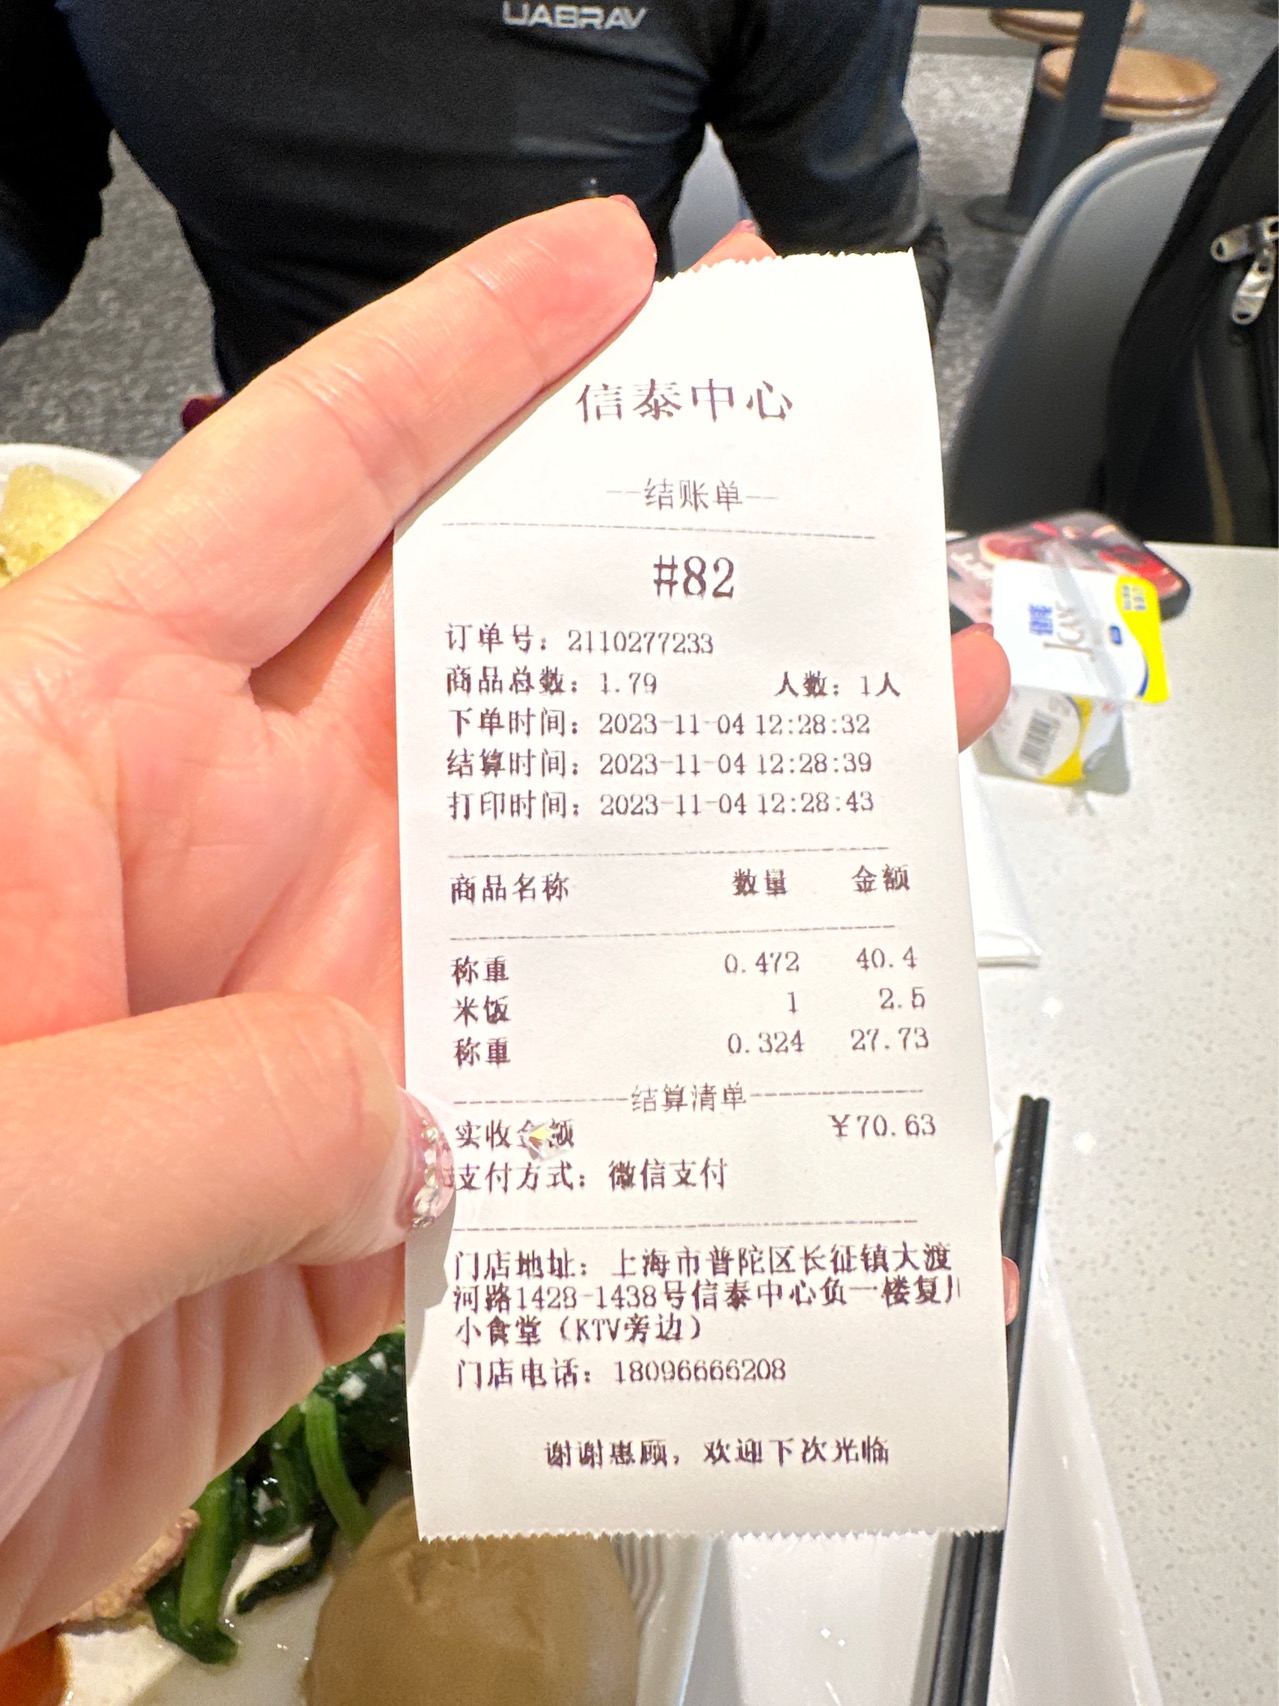 UABRAV
信泰中心
--结账单--
#82
订单号：2110277233
商品总数：1.79 人数：1人
下单时间：2023-11-04 12:28:32
结算时间：2023-11-04 12:28:39
打印时间：2023-11-04 12:28:43
商品名称 数量 金额
称重 0.472 40.4
米饭 1 2.5
称重 0.324 27.73
结算清单
实收金额 ￥70.63
支付方式：微信支付
门店地址：上海市普陀区长征镇大渡
河路1428-1438号信泰中心负一楼复
小食堂（KTV旁边）
门店电话：18096666208
谢谢惠顾，欢迎下次光临